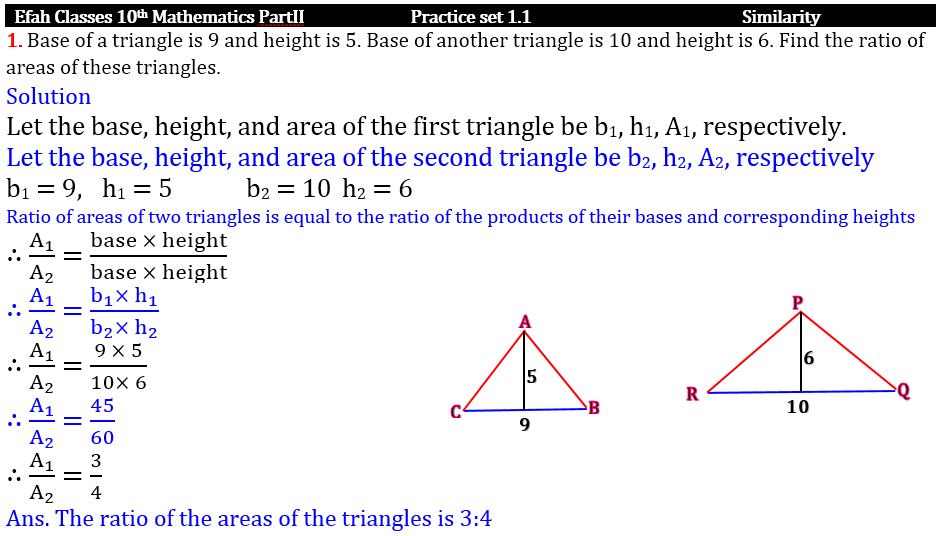 Efah Classes 10th Mathematics PartII Practice set 1.1 Similarity
1. Base of a triangle is 9 and height is 5. Base of another triangle is 10 and height is 6. Find the ratio of
areas of these triangles.
Solution
Let the base, height, and area of the first triangle be b₁, h₁, A₁, respectively.
Let the base, height, and area of the second triangle be b₂, h₂, A₂, respectively
b₁ = 9, h₁ = 5 b₂ = 10 h₂ = 6
Ratio of areas of two triangles is equal to the ratio of the products of their bases and corresponding heights
∴ A₁/A₂ = base × height/base × height
∴ A₁/A₂ = b₁× h₁/b₂× h₂
∴ A₁/A₂ = 9 × 5/10× 6
∴ A₁/A₂ = 45/60
∴ A₁/A₂ = 3/4
A
5
C
B
9
P
6
R
Q
10
Ans. The ratio of the areas of the triangles is 3:4